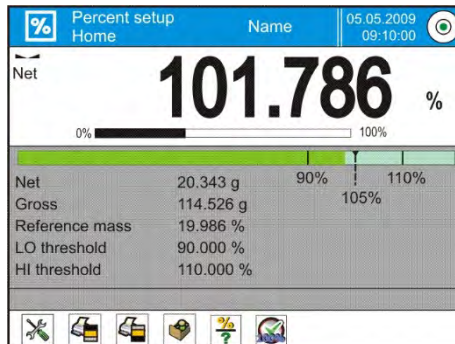 % Percent setup Name 05.05.2009
Home 09:10:00
Net 101.786 %
0% 100%
90% 110%
105%
Net 20.343 g
Gross 114.526 g
Reference mass 19.986 %
LO threshold 90.000 %
HI threshold 110.000 %
%
?